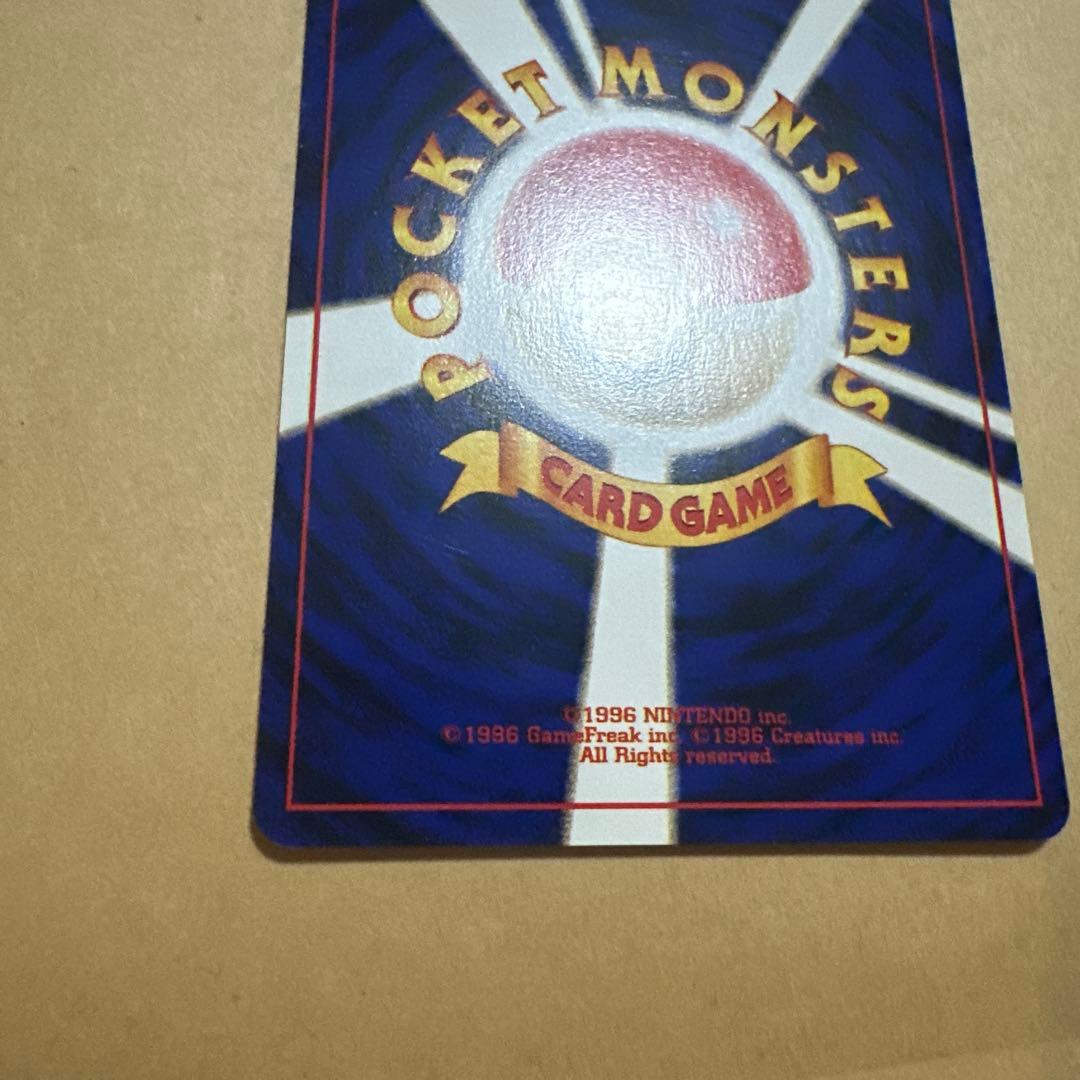 POCKET MONSTERS
CARD GAME
©1996 NINTENDO inc.
©1996 GameFreak inc. ©1996 Creatures inc.
All Rights reserved.